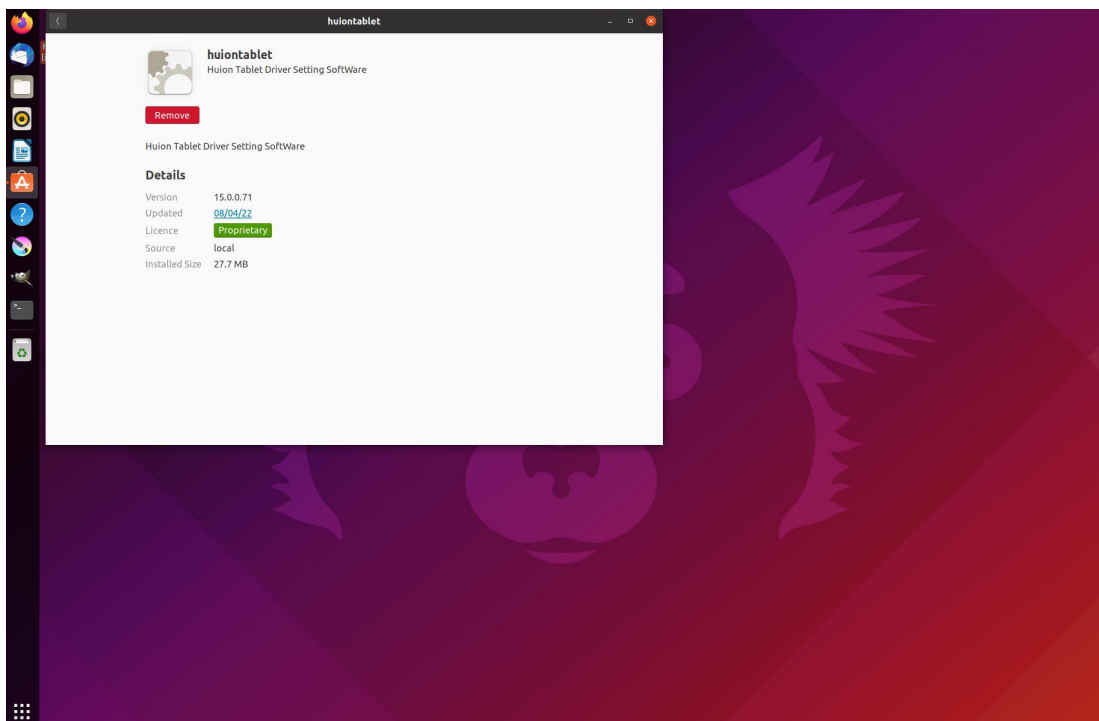 huiontablet
huiontablet
Huion Tablet Driver Setting SoftWare
Remove
Huion Tablet Driver Setting SoftWare
Details
Version 15.0.0.71
Updated 08/04/22
Licence Proprietary
Source local
Installed Size 27.7 MB